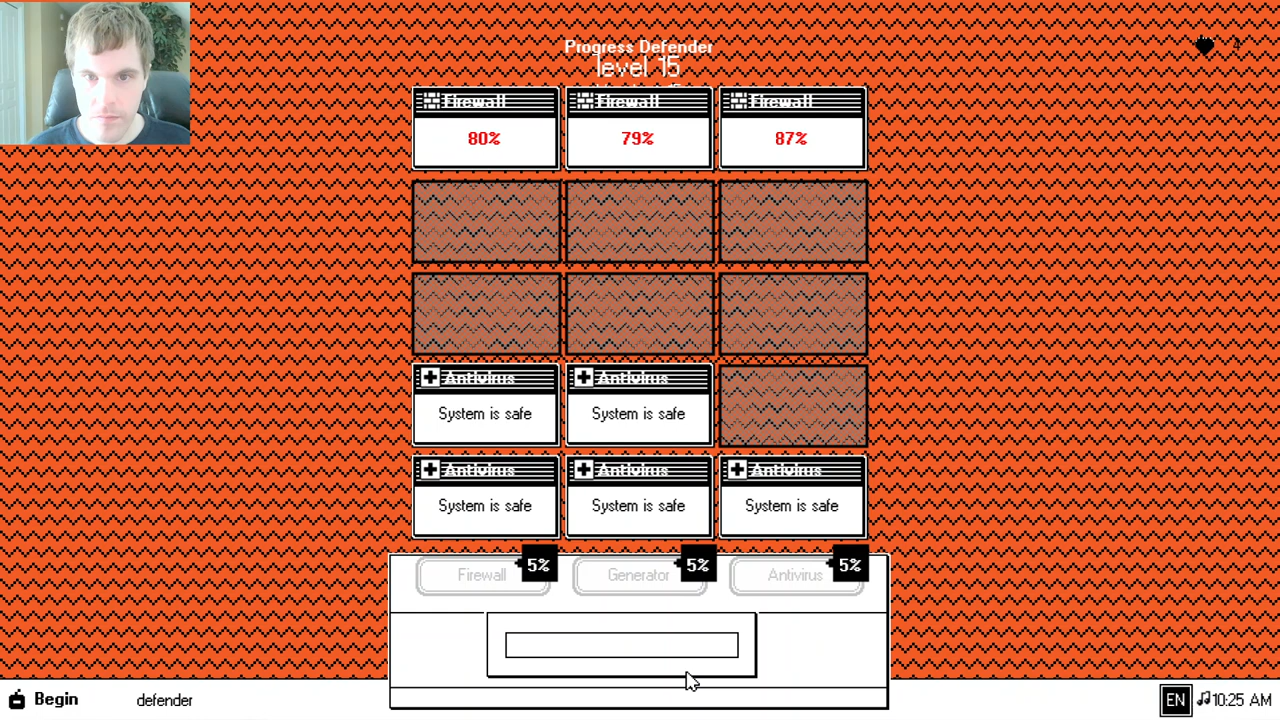 Progress Defender
level 15
4
Firewall Firewall Firewall
80% 79% 87%
Antivirus Antivirus
System is safe System is safe
Antivirus Antivirus Antivirus
System is safe System is safe System is safe
5% 5% 5%
Firewall Generator Antivirus
Begin defender EN 10:25 AM